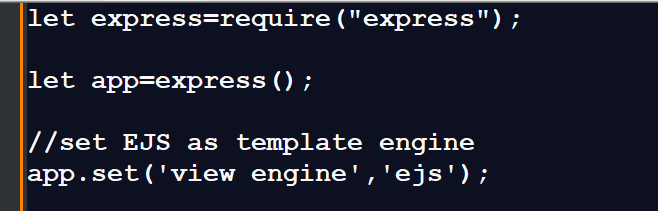 let express=require("express");
let app=express();
//set EJS as template engine
app.set('view engine','ejs');